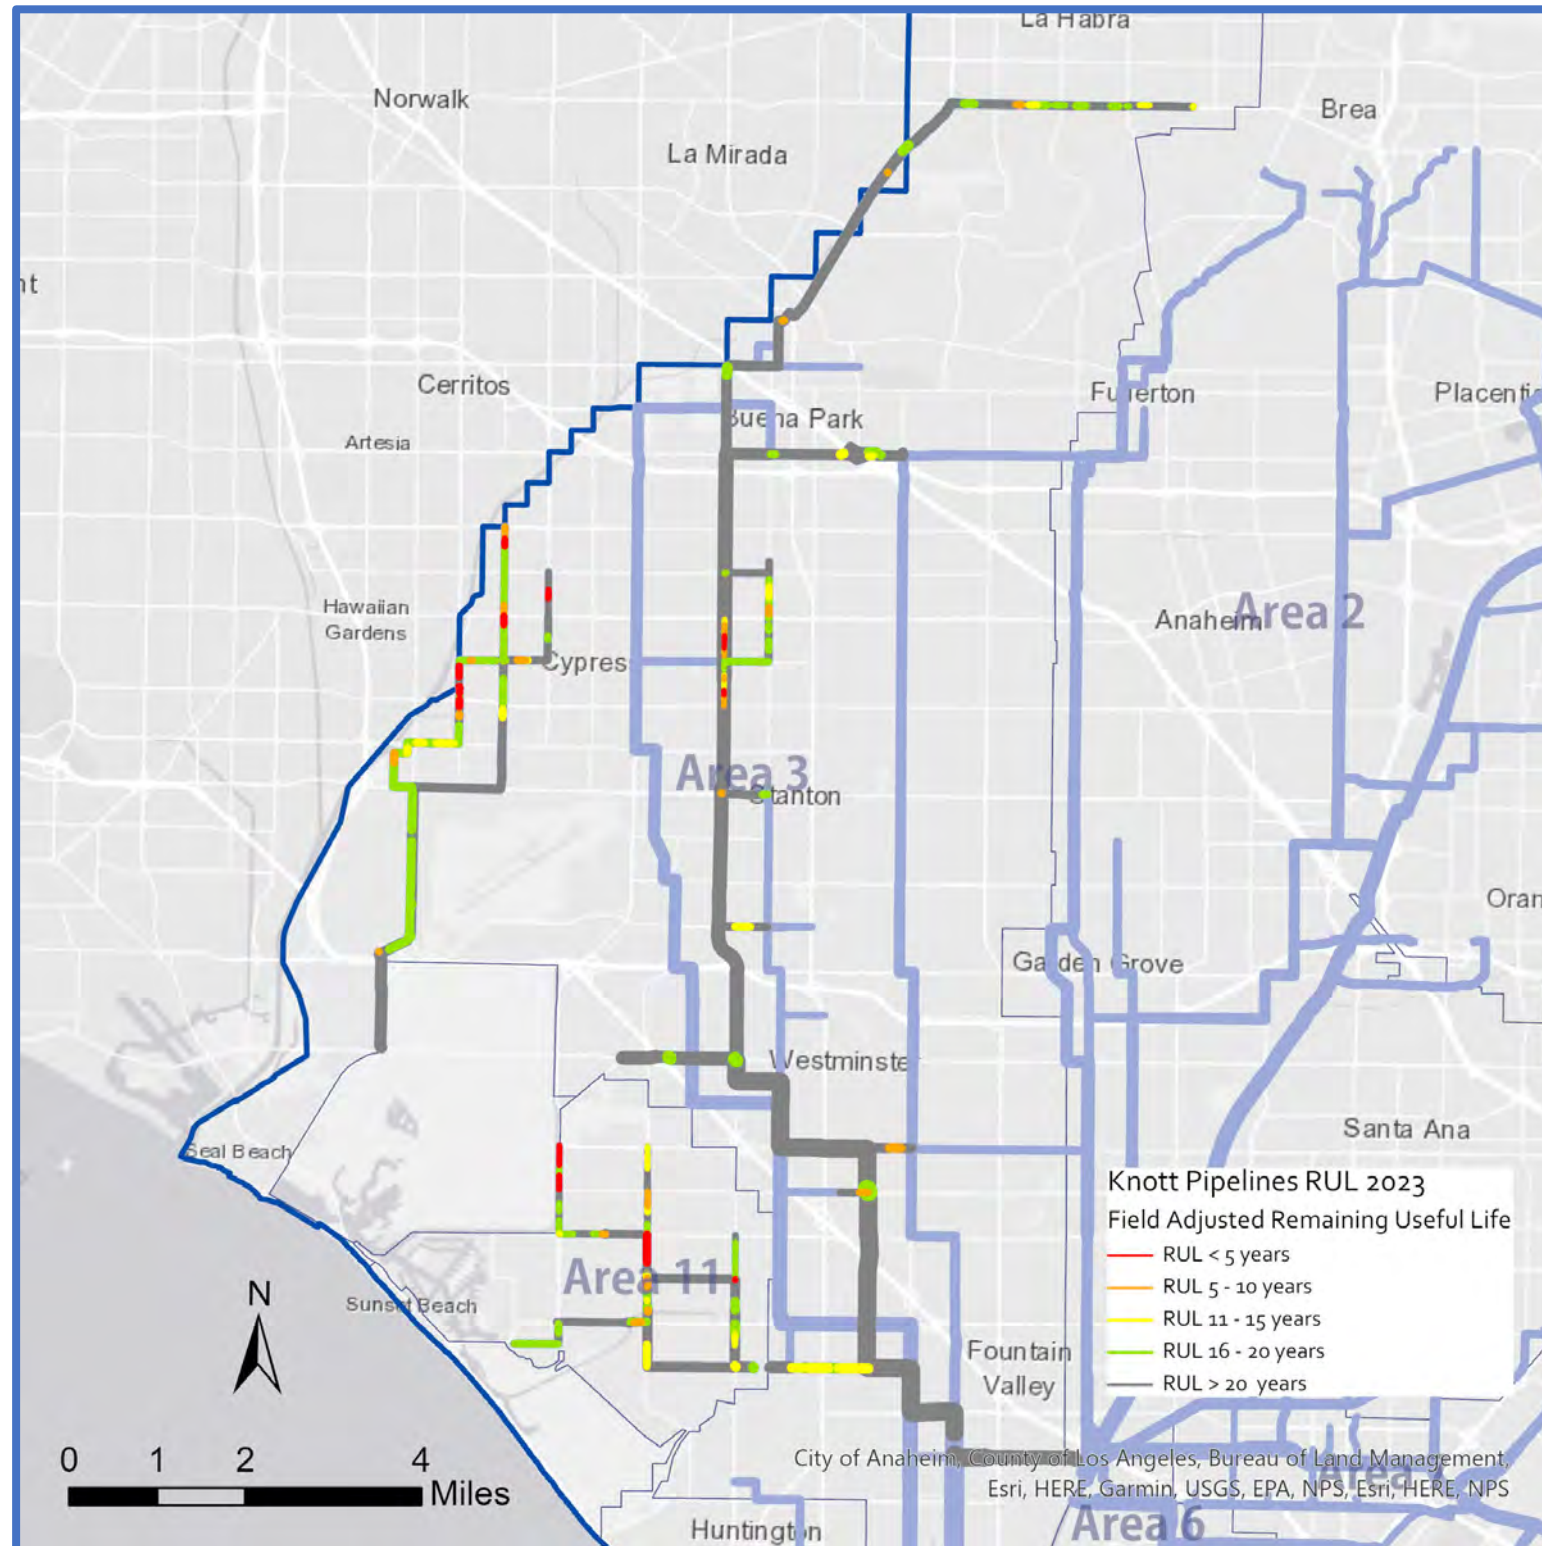 La Habra
Norwalk
Brea
La Mirada
nt
Cerritos
Fullerton
Placentia
Buena Park
Artesia
Hawaiian
Gardens
Anaheim
Area 2
Cypres
Area 3
Stanton
Oran
Garden Grove
Westminster
Santa Ana
Seal Beach
Knott Pipelines RUL 2023
Field Adjusted Remaining Useful Life
RUL < 5 years
RUL 5 - 10 years
RUL 11 - 15 years
RUL 16 - 20 years
RUL > 20 years
Area 11
N
Sunset Beach
Fountain
Valley
0 1 2 4
Miles
City of Anaheim, County of Los Angeles, Bureau of Land Management,
Esri, HERE, Garmin, USGS, EPA, NPS, Esri, HERE, NPS
Area
Area 6
Huntington